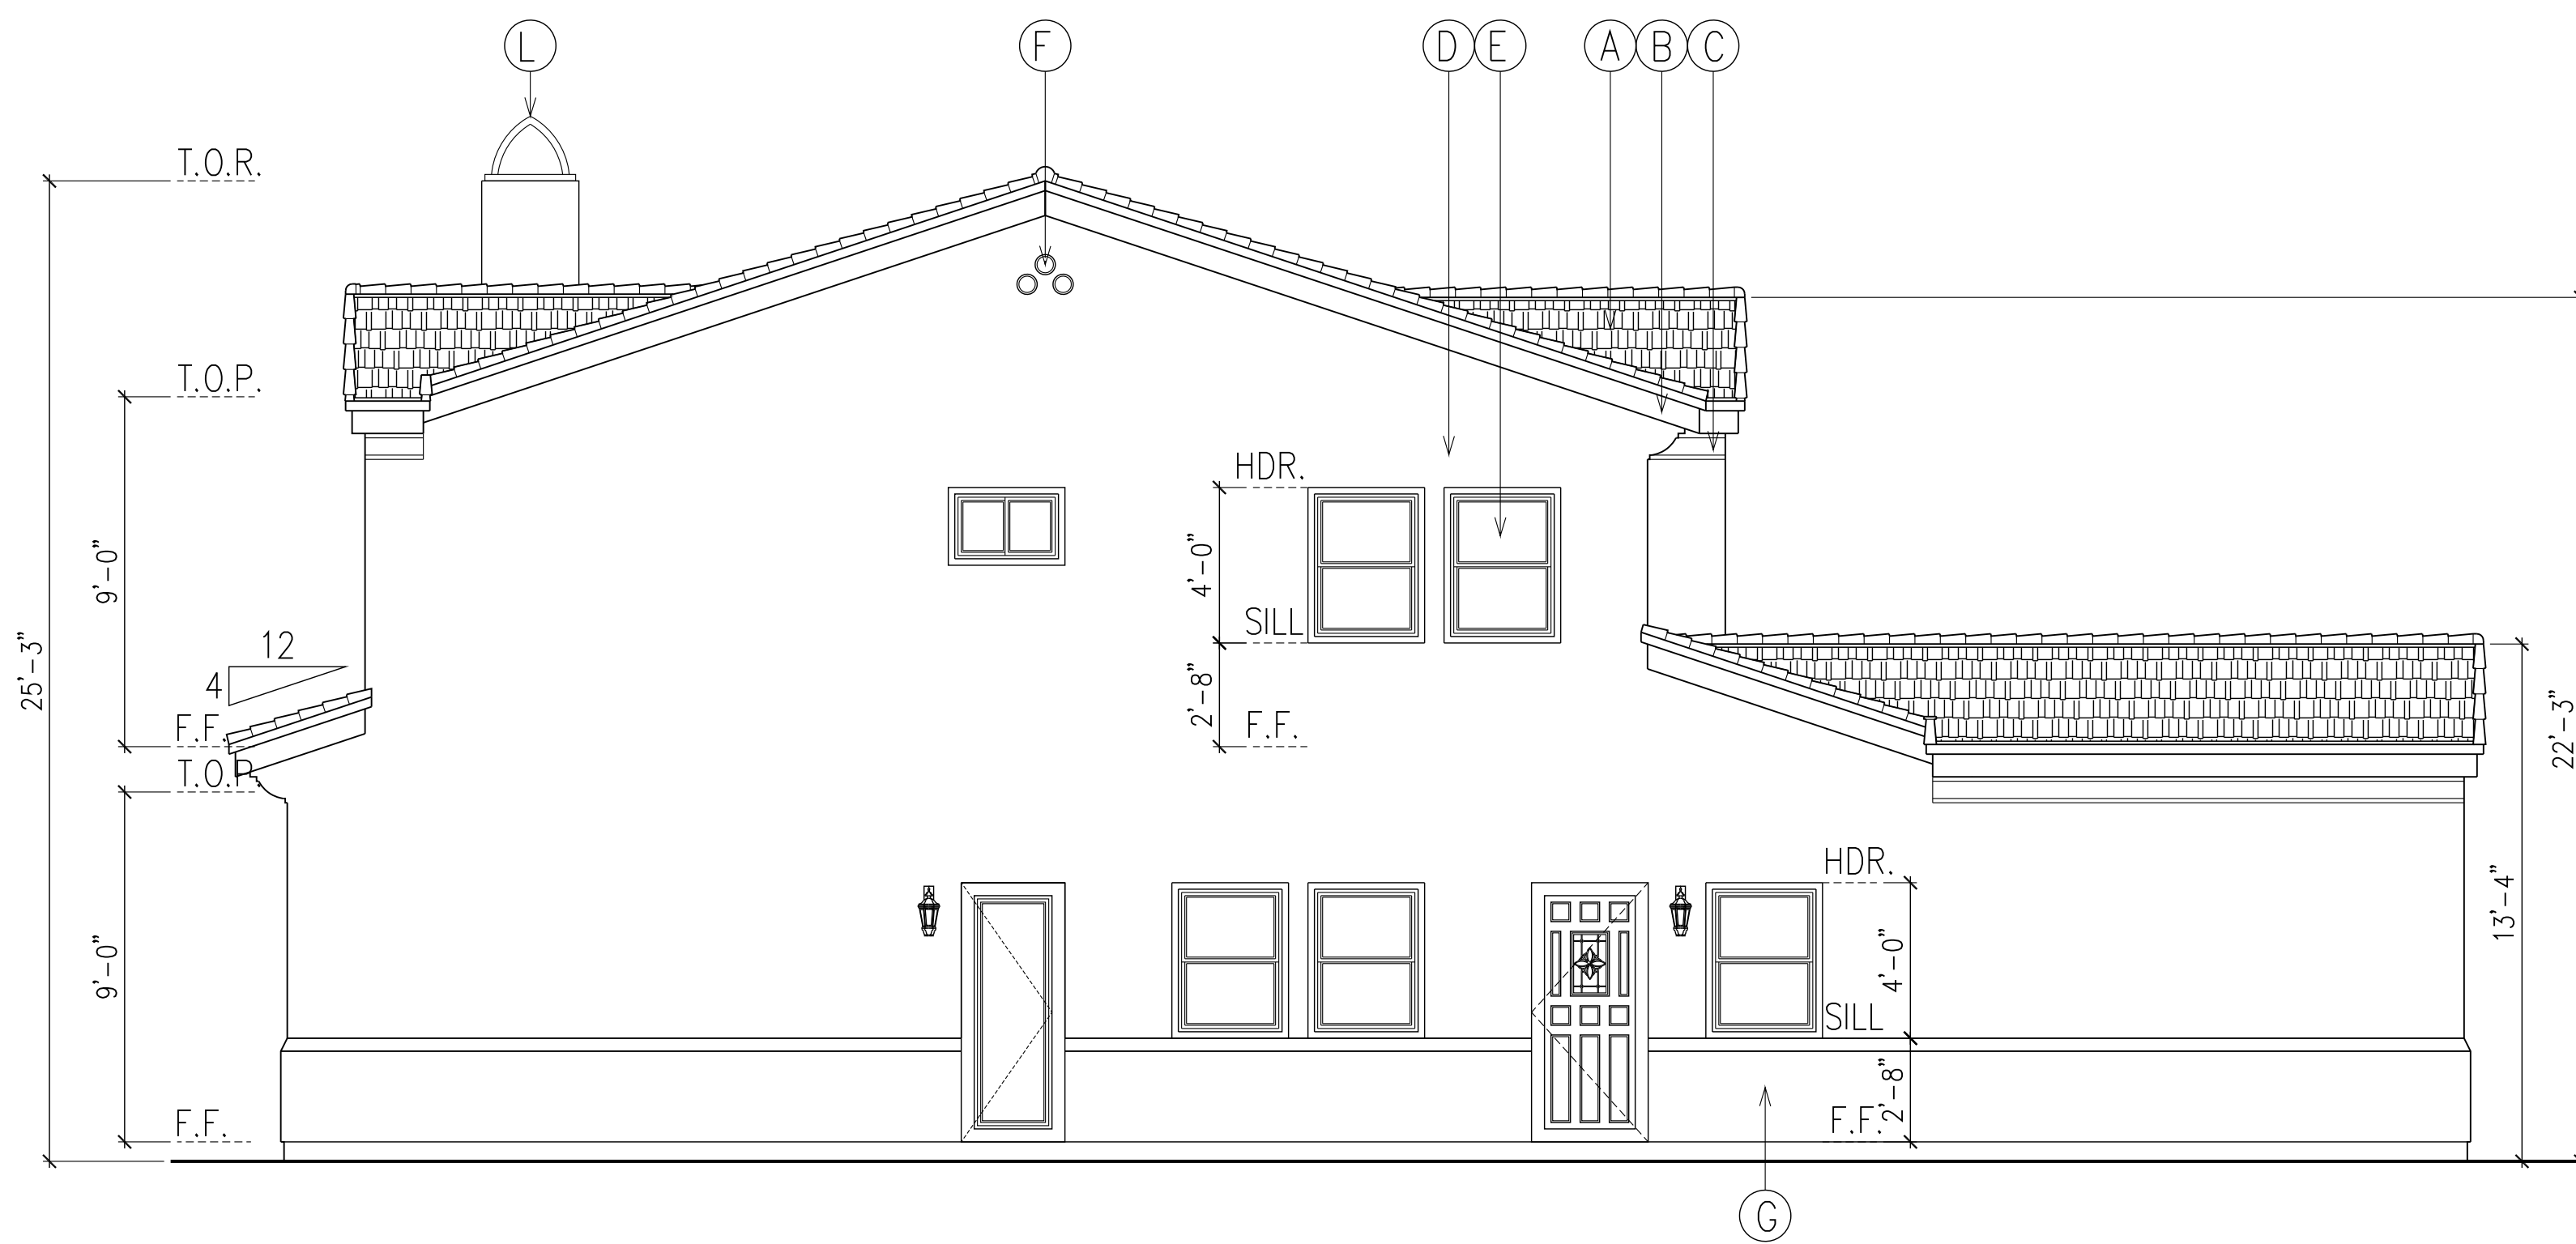 L
F
D
E
A
B
C
T.O.R.
T.O.P.
HDR.
9'-0"
4'-0"
SILL
12
4
25'-3"
2'-8"
F.F.
F.F.
22'-3"
T.O.P.
HDR.
13'-4"
9'-0"
4'-0"
SILL
2'-8"
F.F.
F.F.
G